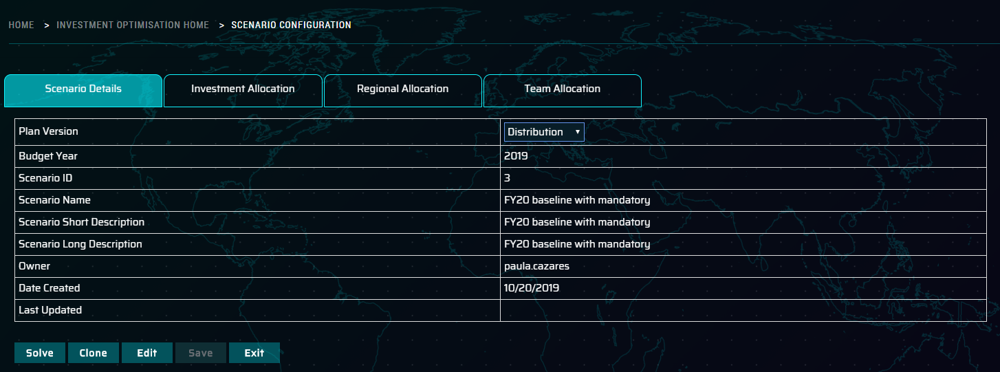 HOME > INVESTMENT OPTIMISATION HOME > SCENARIO CONFIGURATION
Scenario Details Investment Allocation Regional Allocation Team Allocation
Plan Version Distribution
Budget Year 2019
Scenario ID 3
Scenario Name FY20 baseline with mandatory
Scenario Short Description FY20 baseline with mandatory
Scenario Long Description FY20 baseline with mandatory
Owner paula.cazares
Date Created 10/20/2019
Last Updated
Solve Clone Edit Save Exit